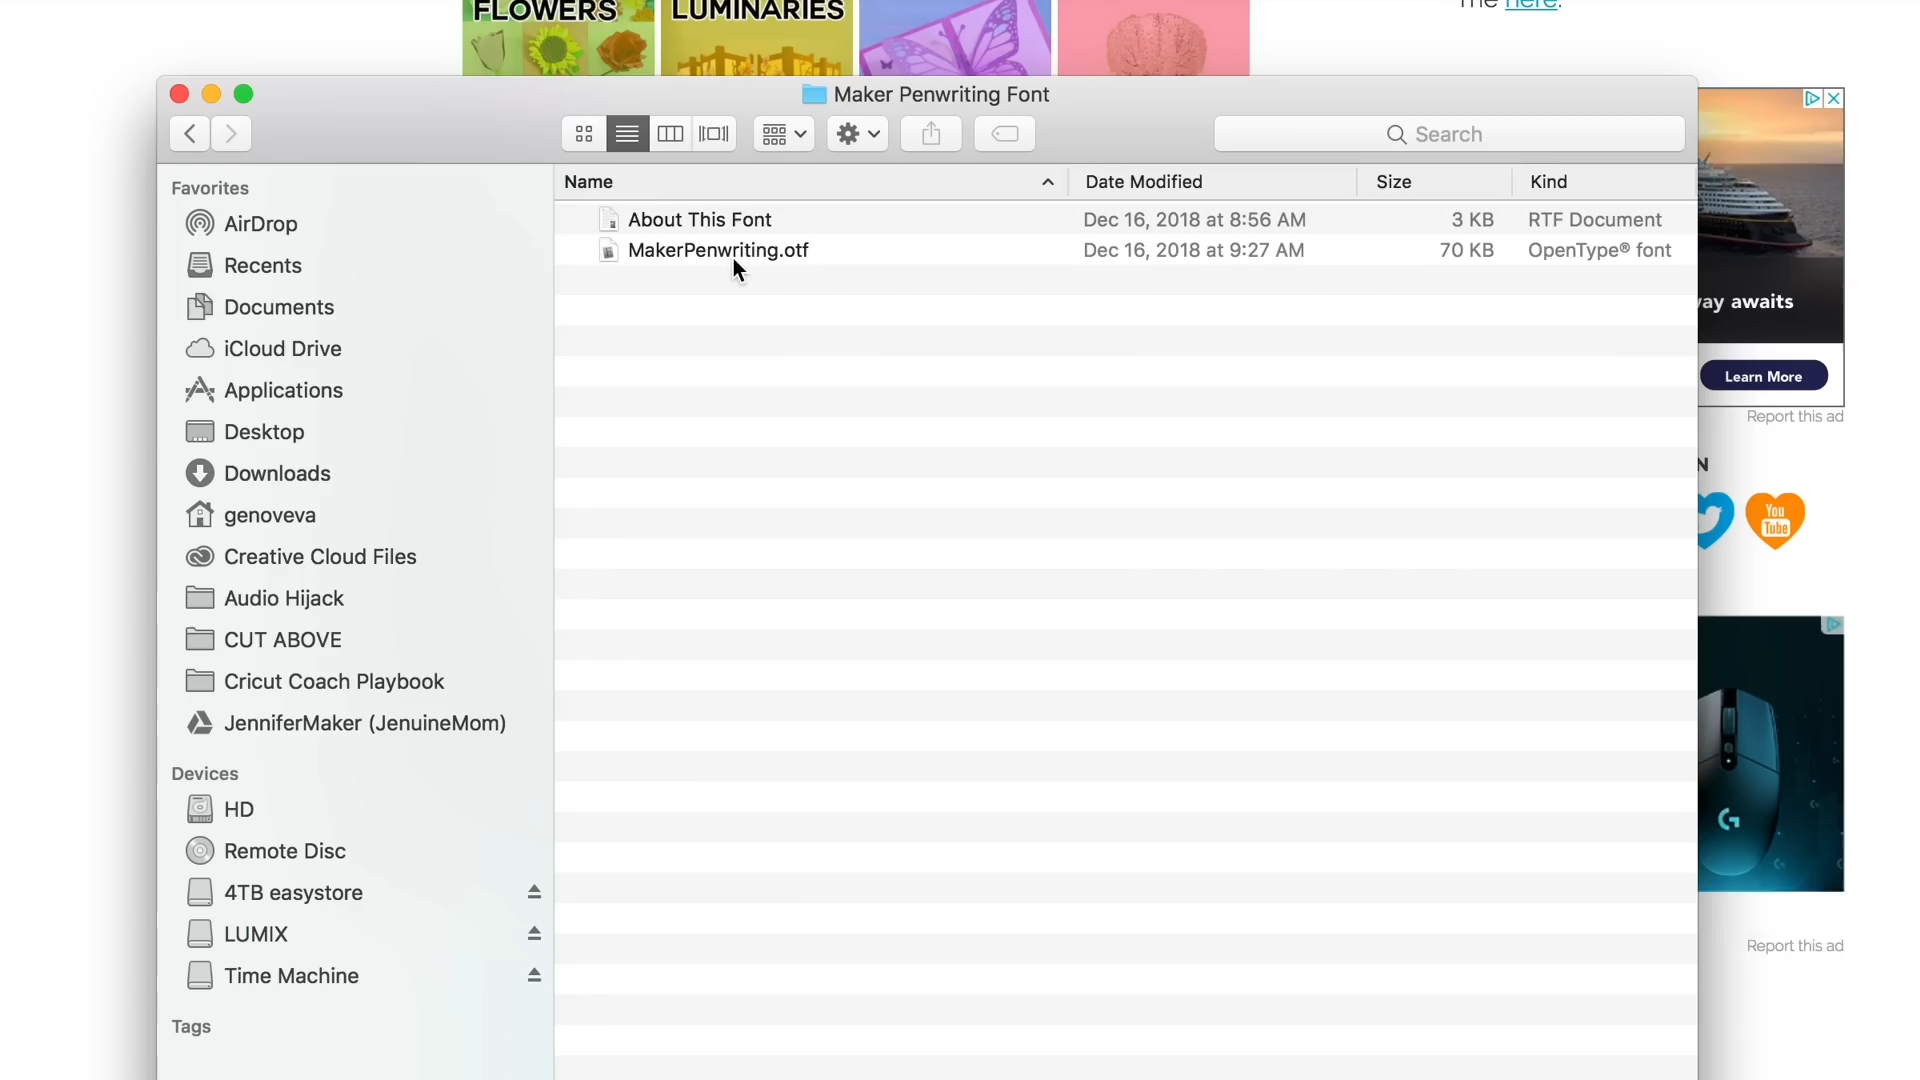 FLOWERS
LUMINARIES
here.
Maker Penwriting Font
Search
Favorites
AirDrop
Recents
Documents
iCloud Drive
Applications
Desktop
Downloads
genoveva
Creative Cloud Files
Audio Hijack
CUT ABOVE
Cricut Coach Playbook
JenniferMaker (JenuineMom)
Devices
HD
Remote Disc
4TB easystore
LUMIX
Time Machine
Tags
Name Date Modified Size Kind
About This Font Dec 16, 2018 at 8:56 AM 3 KB RTF Document
MakerPenwriting.otf Dec 16, 2018 at 9:27 AM 70 KB OpenType® font
way awaits
Learn More
Report this ad
N
You
Tube
G
Report this ad